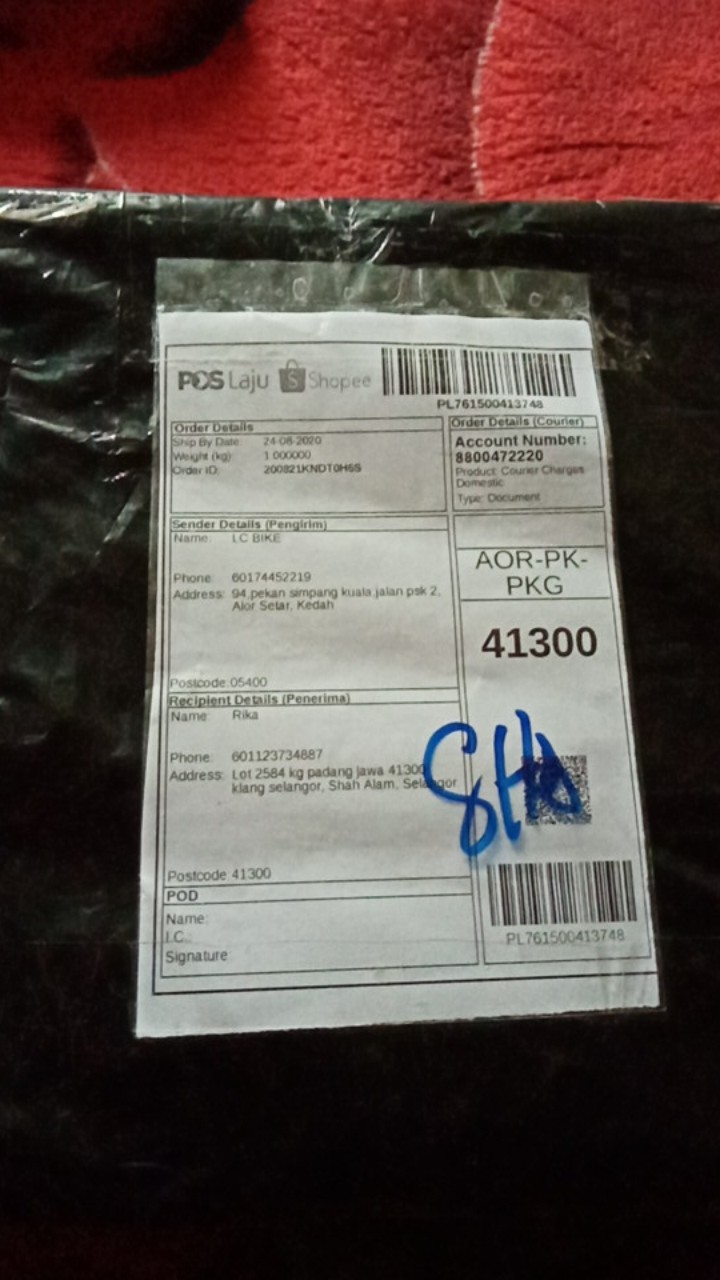 POS Laju S Shopee
PL761500413748
Order Details
Ship By Date: 24-08-2020
Weight (kg): 1.000000
Order ID: 200821KNDT0H6S
Order Details (Courier)
Account Number:
8800472220
Product: Courier Charges
Domestic
Type: Document
Sender Details (Pengirim)
Name: LC BIKE
Phone: 60174452219
Address: 94,pekan simpang kuala,jalan psk 2,
Alor Setar, Kedah
Postcode:05400
AOR-PK-
PKG
41300
Recipient Details (Penerima)
Name: Rika
Phone: 601123734887
Address: Lot 2584 kg padang jawa 41300
klang selangor, Shah Alam, Selangor
Postcode 41300
POD
Name:
I.C.:
Signature
PL761500413748